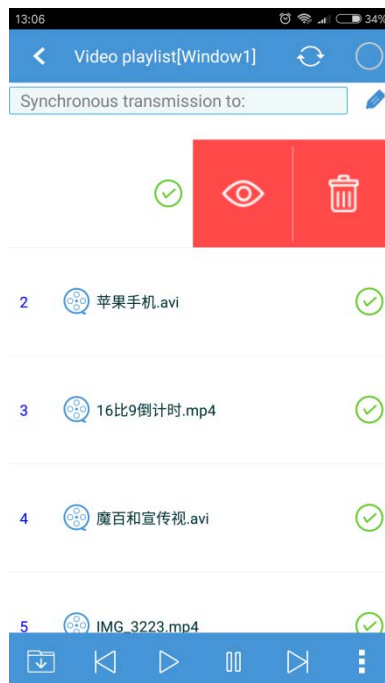 13:06
34%
Video playlist[Window1]
Synchronous transmission to:
2 苹果手机.avi
3 16比9倒计时.mp4
4 魔百和宣传视.avi
5 IMG_3223.mp4